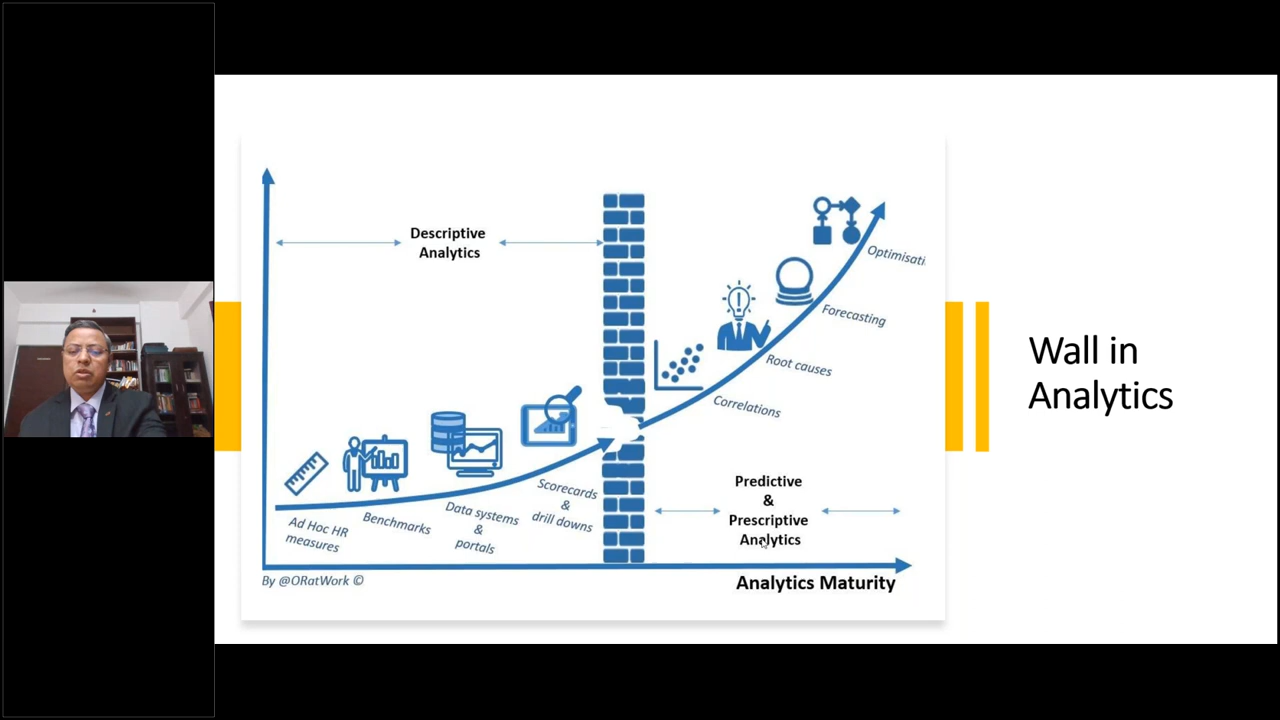 Descriptive
Analytics
Ad Hoc HR
measures
Benchmarks
Data systems
&
portals
Scorecards
&
drill downs
Correlations
Root causes
Forecasting
Optimisati
Predictive
&
Prescriptive
Analytics
Analytics Maturity
By @ORatWork ©
Wall in
Analytics